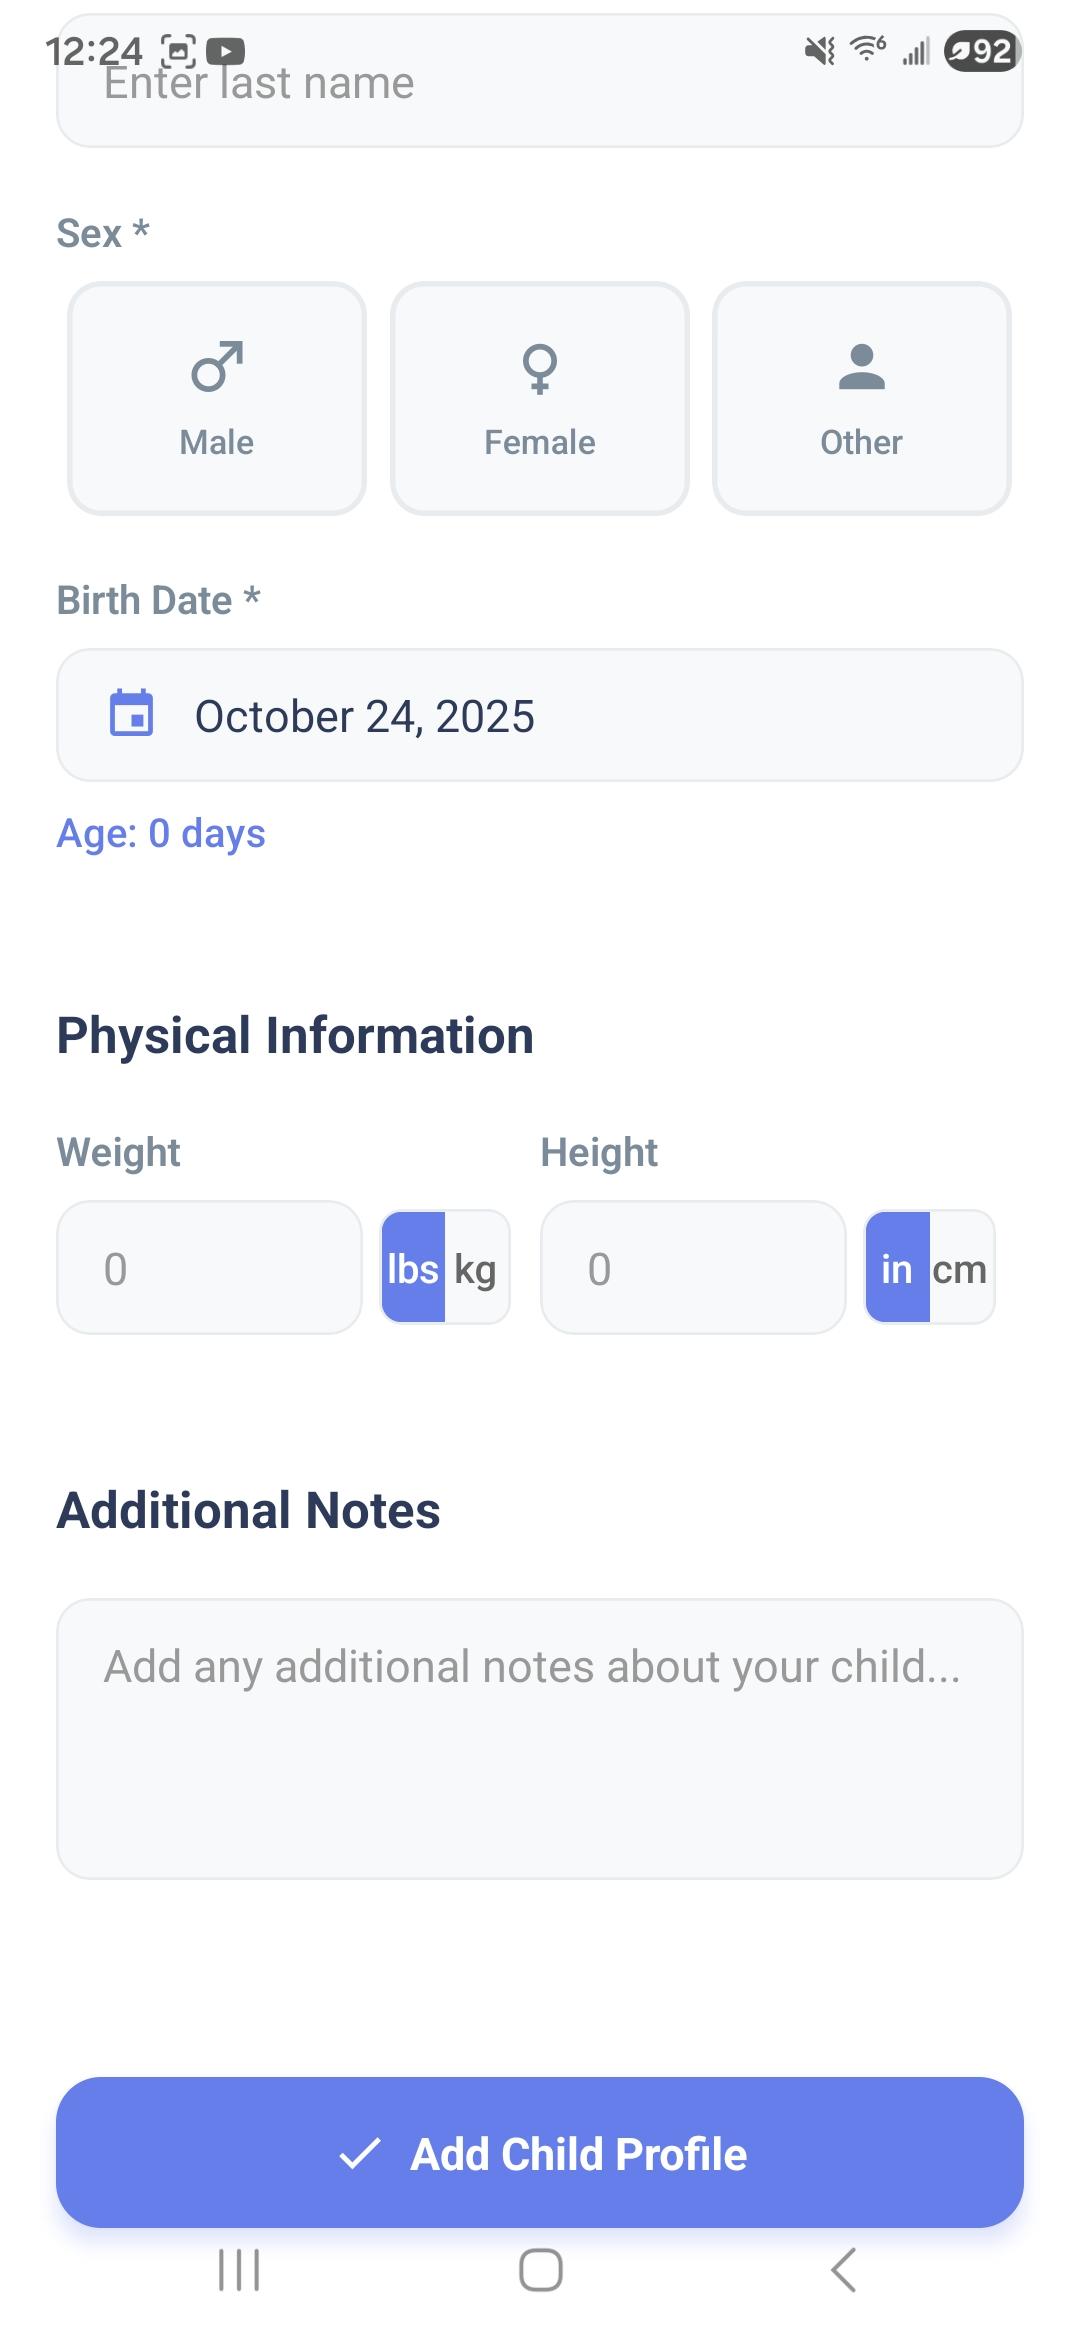 12:24
6
92
Enter last name
Sex *
Male Female Other
Birth Date *
October 24, 2025
Age: 0 days
Physical Information
Weight Height
0 lbs kg 0 in cm
Additional Notes
Add any additional notes about your child...
Add Child Profile